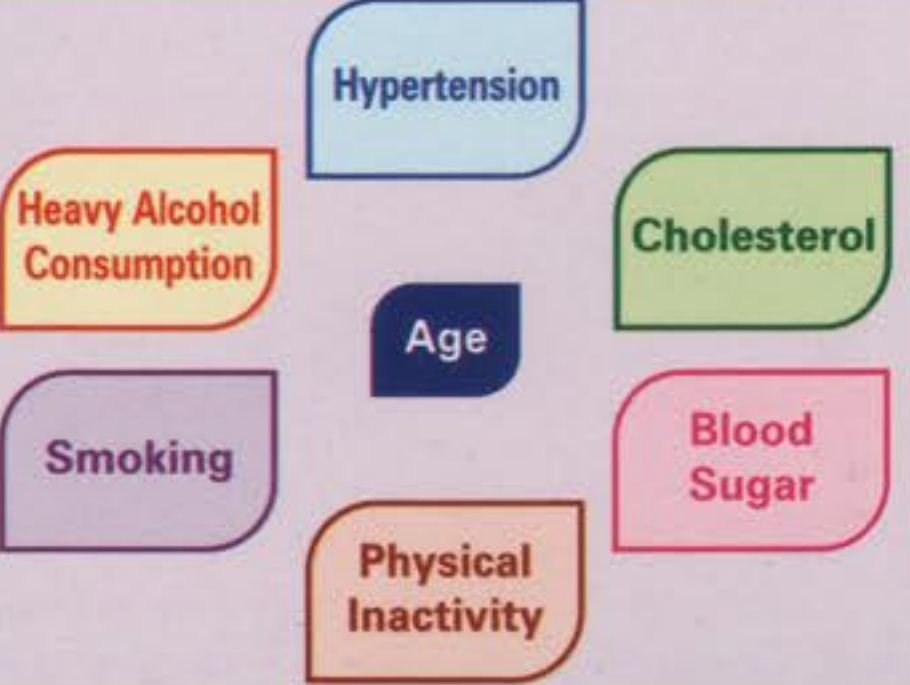 Hypertension
Heavy Alcohol
Consumption
Cholesterol
Age
Smoking
Blood
Sugar
Physical
Inactivity